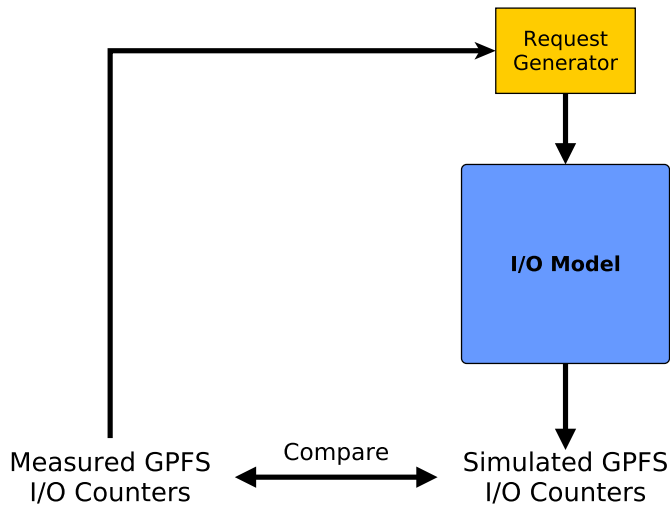 Request
Generator
I/O Model
Compare
Measured GPFS
I/O Counters
Simulated GPFS
I/O Counters